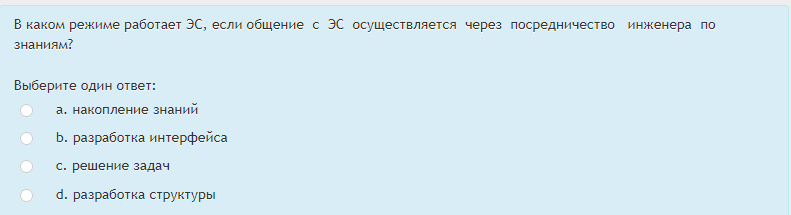 В каком режиме работает ЭС, если общение с ЭС осуществляется через посредничество инженера по
знаниям?
Выберите один ответ:
a. накопление знаний
b. разработка интерфейса
c. решение задач
d. разработка структуры